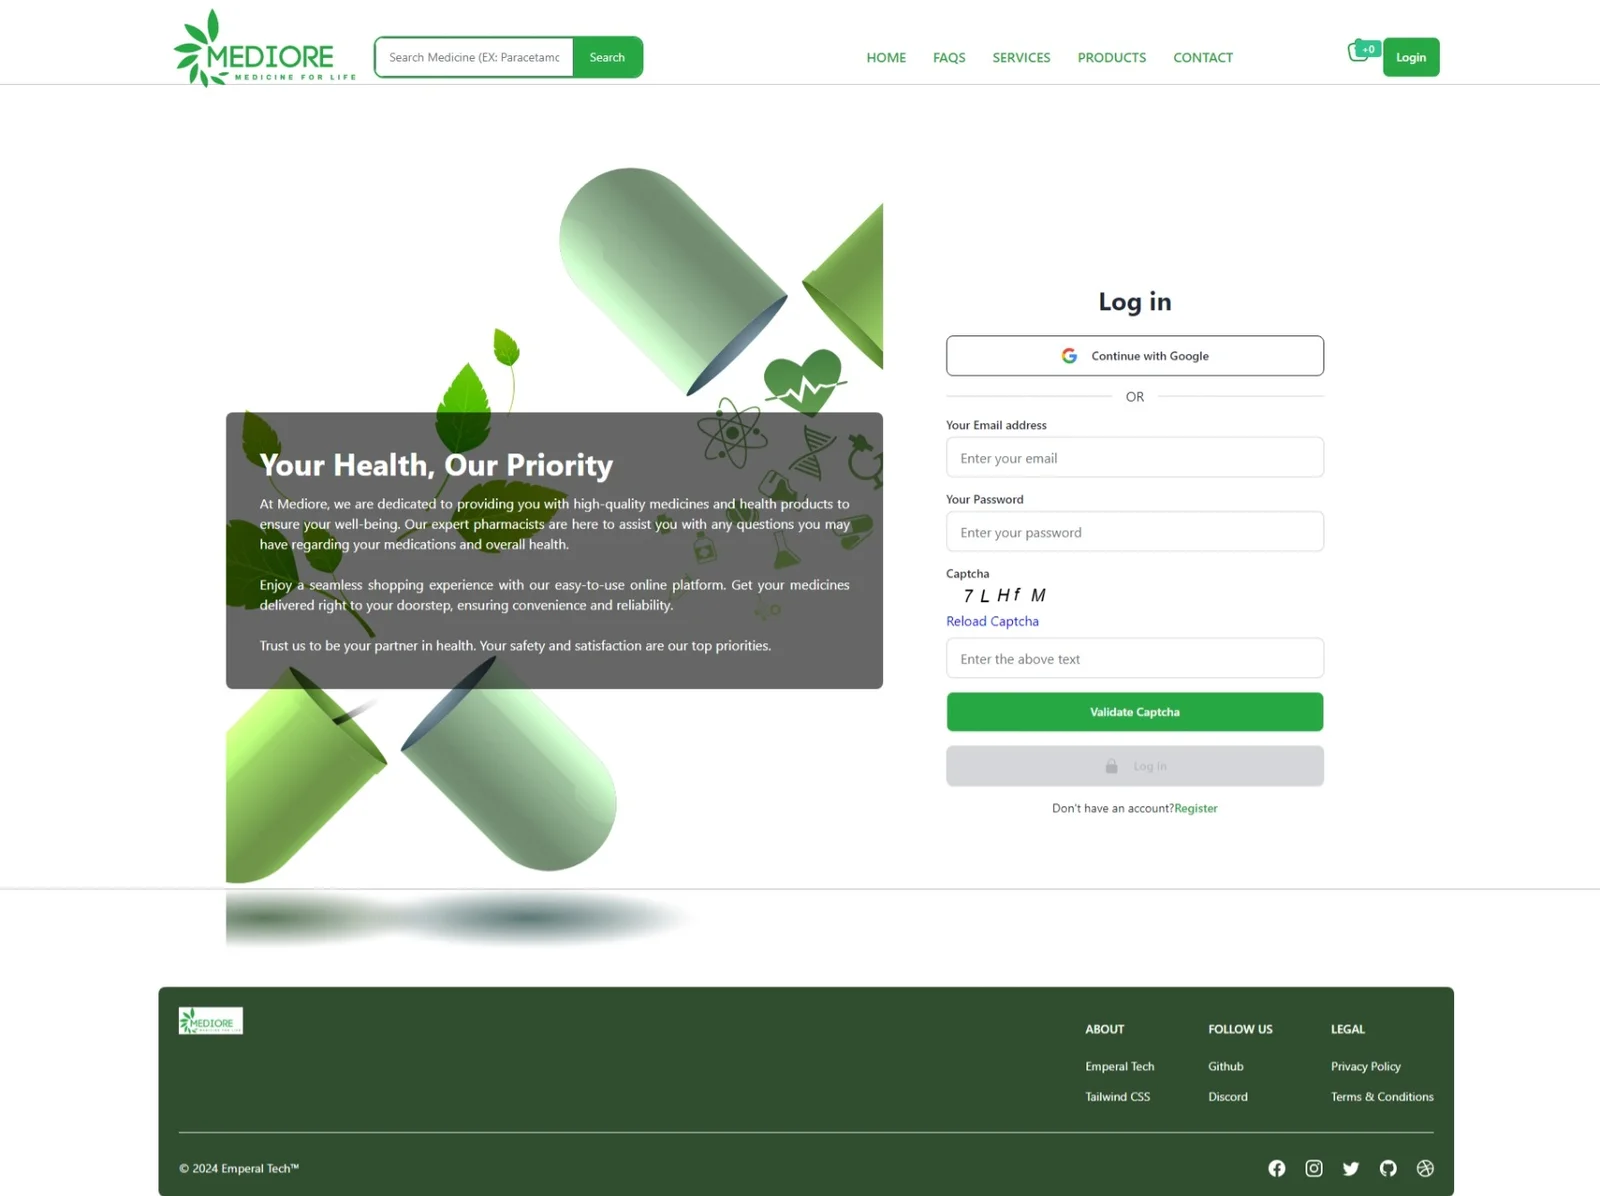 MEDIORE
MEDICINE FOR LIFE
Search Medicine (EX: Paracetamc
Search
HOME
FAQS
SERVICES
PRODUCTS
CONTACT
+0
Login
Your Health, Our Priority
At Mediore, we are dedicated to providing you with high-quality medicines and health products to
ensure your well-being. Our expert pharmacists are here to assist you with any questions you may
have regarding your medications and overall health.
Enjoy a seamless shopping experience with our easy-to-use online platform. Get your medicines
delivered right to your doorstep, ensuring convenience and reliability.
Trust us to be your partner in health. Your safety and satisfaction are our top priorities.
Log in
Continue with Google
OR
Your Email address
Enter your email
Your Password
Enter your password
Captcha
7 L H f M
Reload Captcha
Enter the above text
Validate Captcha
Log in
Don't have an account?Register
MEDIORE
MEDICINE FOR LIFE
ABOUT
Emperal Tech
Tailwind CSS
FOLLOW US
Github
Discord
LEGAL
Privacy Policy
Terms & Conditions
© 2024 Emperal Tech™